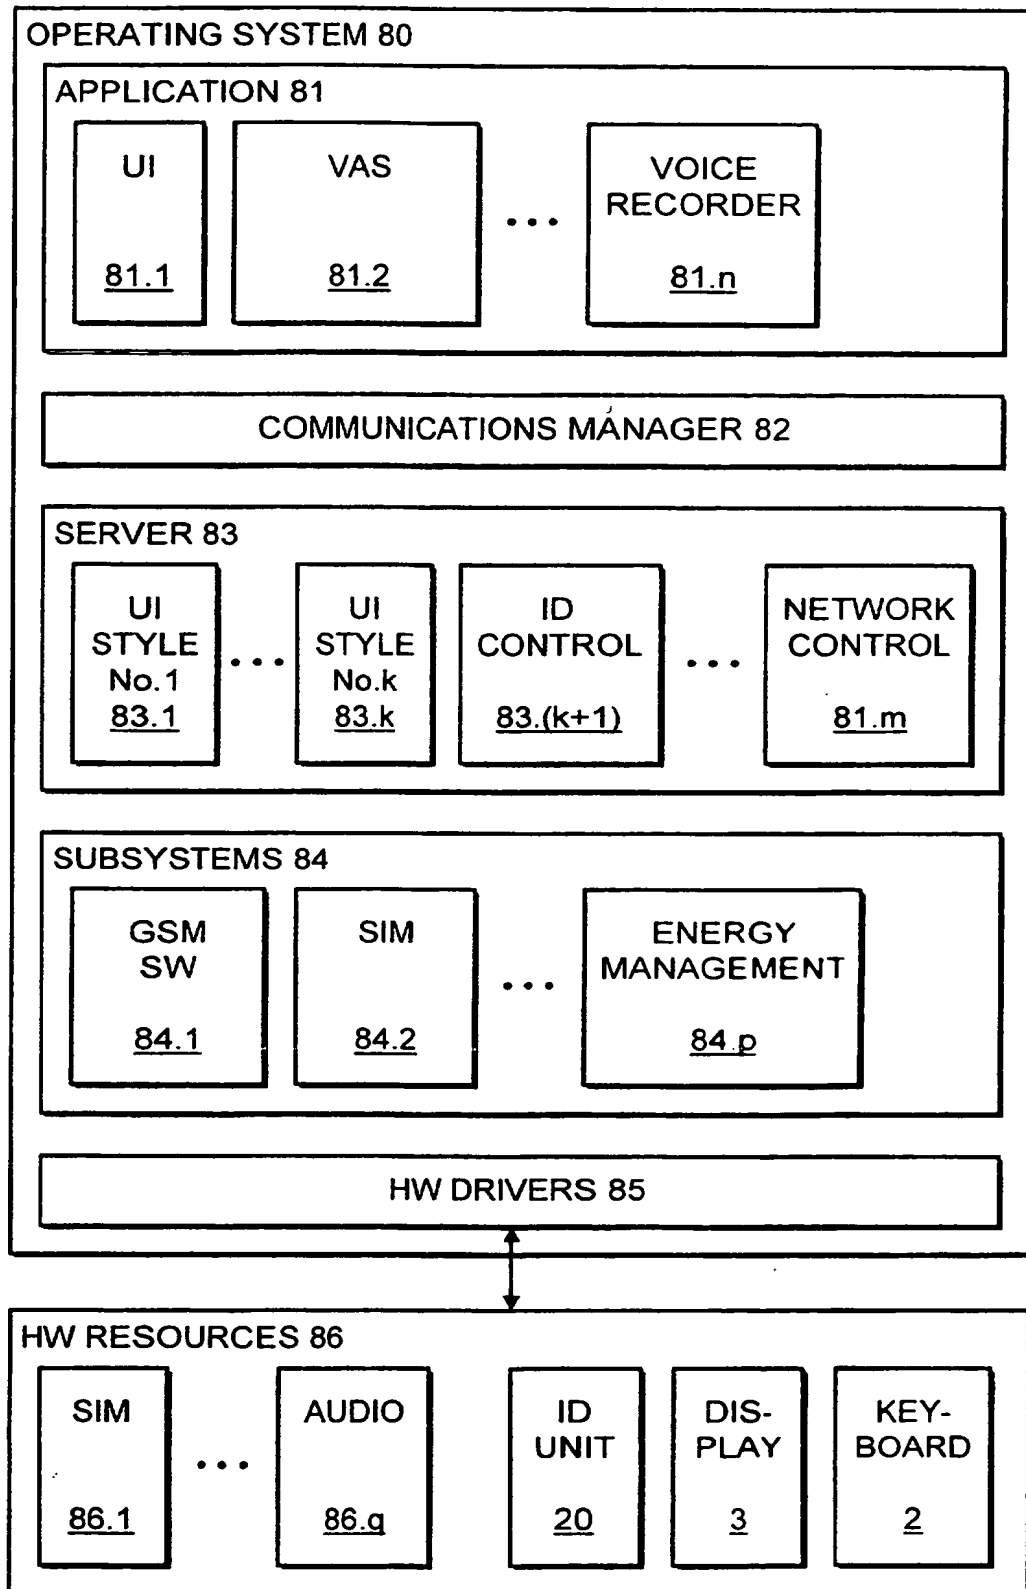 OPERATING SYSTEM 80
APPLICATION 81
UI
81.1
VAS
81.2
...
VOICE
RECORDER
81.n
COMMUNICATIONS MANAGER 82
SERVER 83
UI
STYLE
No.1
83.1
...
UI
STYLE
No.k
83.k
ID
CONTROL
83.(k+1)
...
NETWORK
CONTROL
81.m
SUBSYSTEMS 84
GSM
SW
84.1
SIM
84.2
...
ENERGY
MANAGEMENT
84.p
HW DRIVERS 85
HW RESOURCES 86
SIM
86.1
...
AUDIO
86.q
ID
UNIT
20
DIS-
PLAY
3
KEY-
BOARD
2